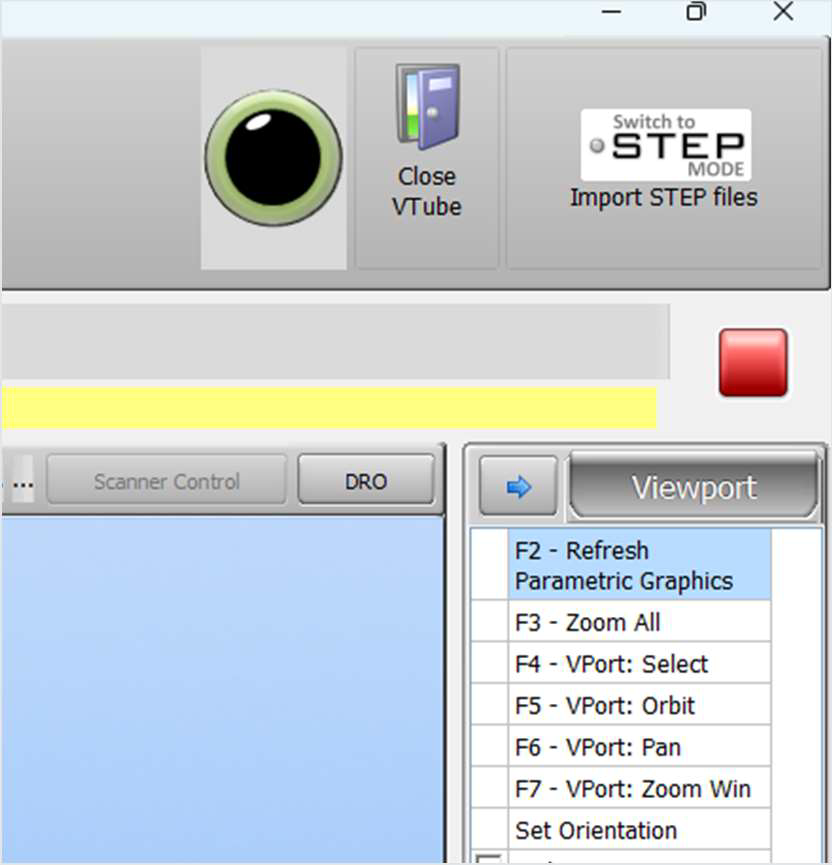 Close
VTube
Switch to
STEP
MODE
Import STEP files
...
Scanner Control
DRO
Viewport
F2 - Refresh
Parametric Graphics
F3 - Zoom All
F4 - VPort: Select
F5 - VPort: Orbit
F6 - VPort: Pan
F7 - VPort: Zoom Win
Set Orientation